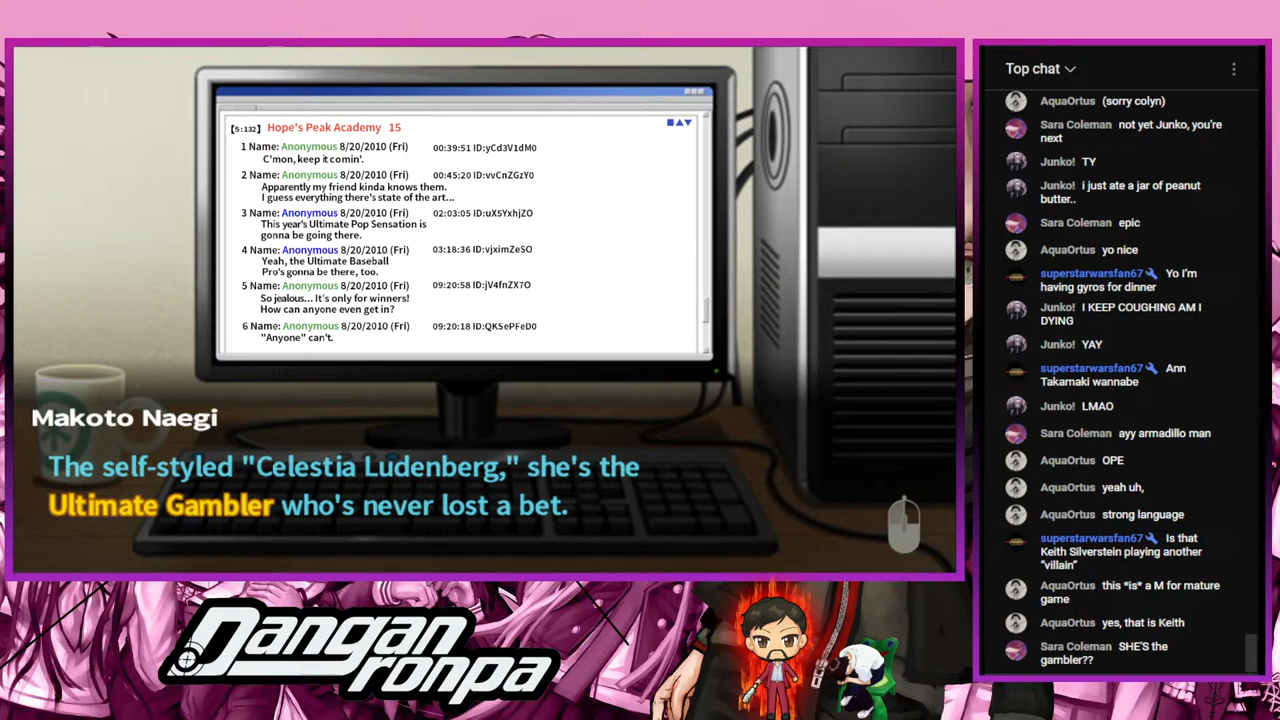 【5:132】 Hope's Peak Academy 15
1 Name: Anonymous 8/20/2010 (Fri) 00:39:51 ID:yCd3V1dM0
C'mon, keep it comin'.
2 Name: Anonymous 8/20/2010 (Fri) 00:45:20 ID:vvCnZGzY0
Apparently my friend kinda knows them.
I guess everything there's state of the art...
3 Name: Anonymous 8/20/2010 (Fri) 02:03:05 ID:uX5YxhjZO
This year's Ultimate Pop Sensation is
gonna be going there.
4 Name: Anonymous 8/20/2010 (Fri) 03:18:36 ID:vjximZeSO
Yeah, the Ultimate Baseball
Pro's gonna be there, too.
5 Name: Anonymous 8/20/2010 (Fri) 09:20:58 ID:jV4fnZX7O
So jealous... It's only for winners!
How can anyone even get in?
6 Name: Anonymous 8/20/2010 (Fri) 09:20:18 ID:QKSePFeD0
"Anyone" can't.
Makoto Naegi
The self-styled "Celestia Ludenberg," she's the
Ultimate Gambler who's never lost a bet.
Dangan
ronpa
Top chat
AquaOrtus (sorry colyn)
Sara Coleman not yet Junko, you're
next
Junko! TY
Junko! i just ate a jar of peanut
butter..
Sara Coleman epic
AquaOrtus yo nice
superstarwarsfan67 Yo I'm
having gyros for dinner
Junko! I KEEP COUGHING AM I
DYING
Junko! YAY
superstarwarsfan67 Ann
Takamaki wannabe
Junko! LMAO
Sara Coleman ayy armadillo man
AquaOrtus OPE
AquaOrtus yeah uh,
AquaOrtus strong language
superstarwarsfan67 Is that
Keith Silverstein playing another
“villain”
AquaOrtus this *is* a M for mature
game
AquaOrtus yes, that is Keith
Sara Coleman SHE'S the
gambler??